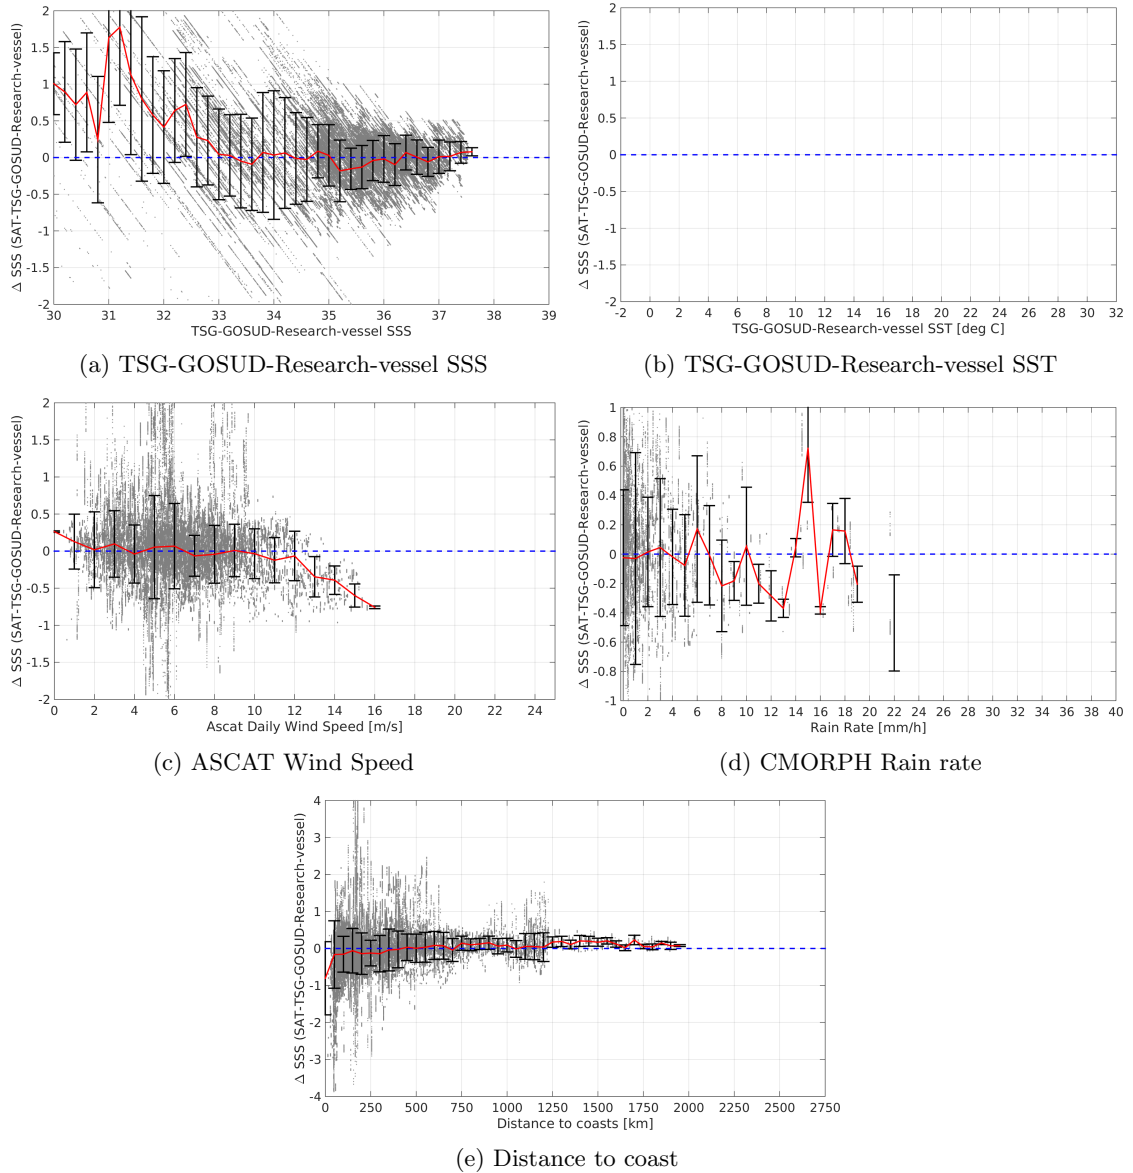 Δ SSS (SAT-TSG-GOSUD-Research-vessel)
2
1.5
1
0.5
0
-0.5
-1
-1.5
-2
30 31 32 33 34 35 36 37 38 39
TSG-GOSUD-Research-vessel SSS
(a) TSG-GOSUD-Research-vessel SSS
Δ SSS (SAT-TSG-GOSUD-Research-vessel)
2
1.5
1
0.5
0
-0.5
-1
-1.5
-2
-2 0 2 4 6 8 10 12 14 16 18 20 22 24 26 28 30 32
TSG-GOSUD-Research-vessel SST [deg C]
(b) TSG-GOSUD-Research-vessel SST
Δ SSS (SAT-TSG-GOSUD-Research-vessel)
2
1.5
1
0.5
0
-0.5
-1
-1.5
-2
0 2 4 6 8 10 12 14 16 18 20 22 24
Ascat Daily Wind Speed [m/s]
(c) ASCAT Wind Speed
Δ SSS (SAT-TSG-GOSUD-Research-vessel)
1
0.8
0.6
0.4
0.2
0
-0.2
-0.4
-0.6
-0.8
-1
0 2 4 6 8 10 12 14 16 18 20 22 24 26 28 30 32 34 36 38 40
Rain Rate [mm/h]
(d) CMORPH Rain rate
Δ SSS (SAT-TSG-GOSUD-Research-vessel)
4
3
2
1
0
-1
-2
-3
-4
0 250 500 750 1000 1250 1500 1750 2000 2250 2500 2750
Distance to coasts [km]
(e) Distance to coast